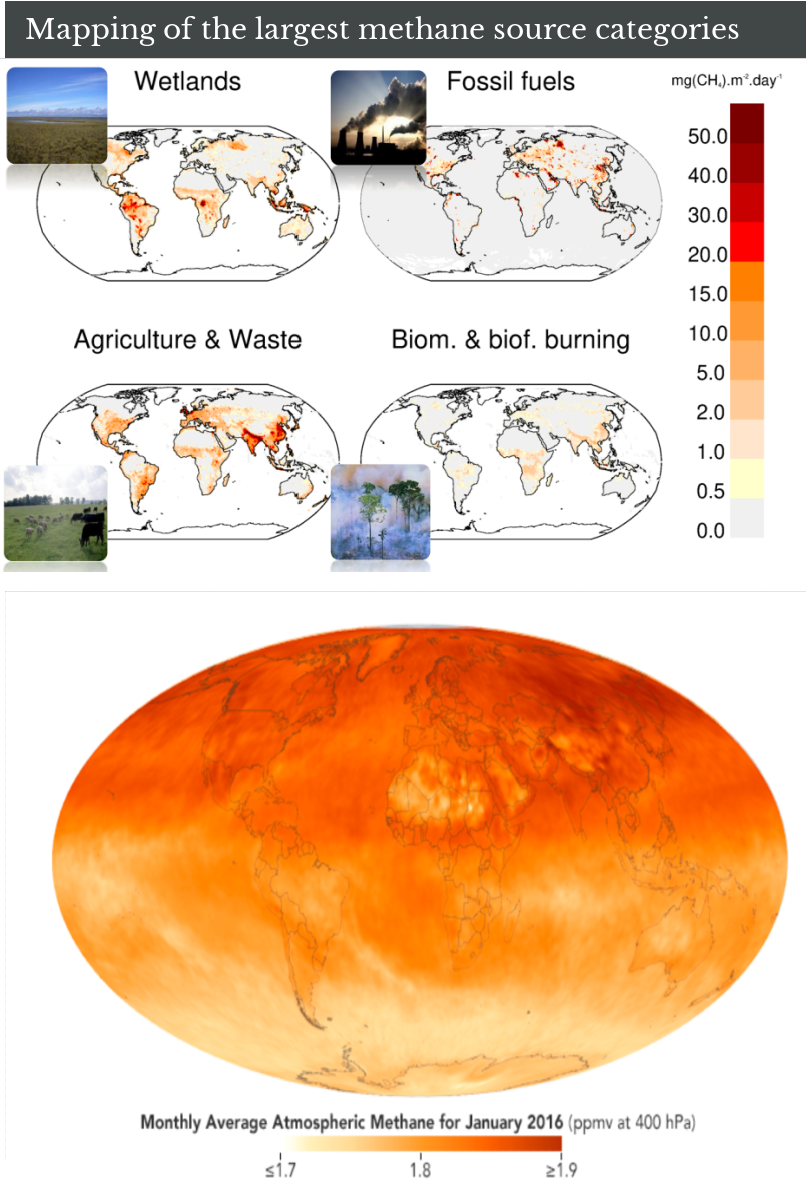 Mapping of the largest methane source categories
Wetlands
Fossil fuels
mg(CH₄).m⁻².day⁻¹
50.0
40.0
30.0
20.0
15.0
10.0
5.0
2.0
1.0
0.5
0.0
Agriculture & Waste
Biom. & biof. burning
Monthly Average Atmospheric Methane for January 2016 (ppmv at 400 hPa)
≤1.7 1.8 ≥1.9